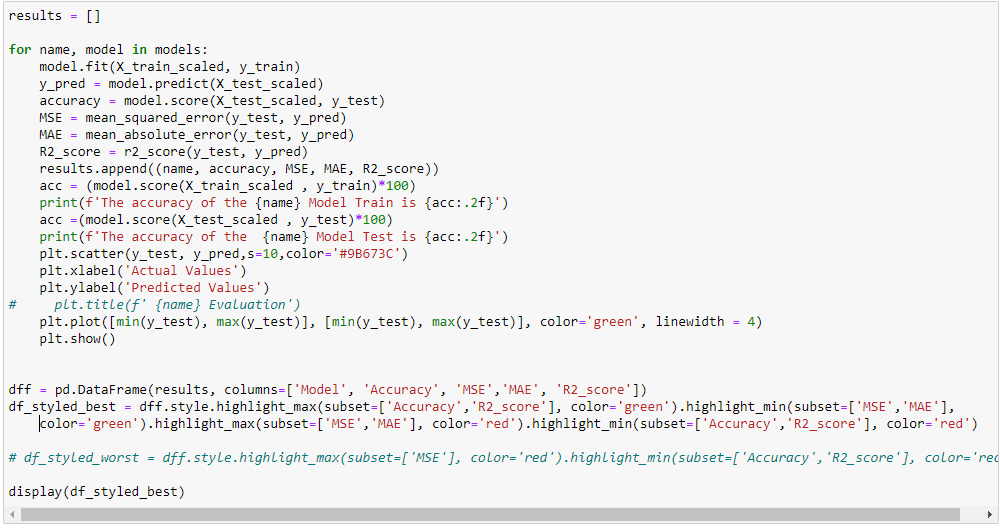 results = []
for name, model in models:
    model.fit(X_train_scaled, y_train)
    y_pred = model.predict(X_test_scaled)
    accuracy = model.score(X_test_scaled, y_test)
    MSE = mean_squared_error(y_test, y_pred)
    MAE = mean_absolute_error(y_test, y_pred)
    R2_score = r2_score(y_test, y_pred)
    results.append((name, accuracy, MSE, MAE, R2_score))
    acc = (model.score(X_train_scaled , y_train)*100)
    print(f'The accuracy of the {name} Model Train is {acc:.2f}')
    acc =(model.score(X_test_scaled , y_test)*100)
    print(f'The accuracy of the  {name} Model Test is {acc:.2f}')
    plt.scatter(y_test, y_pred,s=10,color='#9B673C')
    plt.xlabel('Actual Values')
    plt.ylabel('Predicted Values')
#     plt.title(f' {name} Evaluation')
    plt.plot([min(y_test), max(y_test)], [min(y_test), max(y_test)], color='green', linewidth = 4)
    plt.show()
dff = pd.DataFrame(results, columns=['Model', 'Accuracy', 'MSE','MAE', 'R2_score'])
df_styled_best = dff.style.highlight_max(subset=['Accuracy','R2_score'], color='green').highlight_min(subset=['MSE','MAE'],
    color='green').highlight_max(subset=['MSE','MAE'], color='red').highlight_min(subset=['Accuracy','R2_score'], color='red')
# df_styled_worst = dff.style.highlight_max(subset=['MSE'], color='red').highlight_min(subset=['Accuracy','R2_score'], color='re
display(df_styled_best)